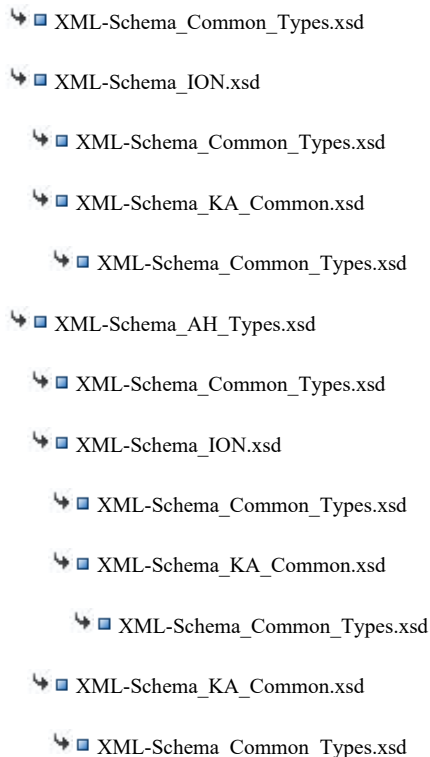 XML-Schema_Common_Types.xsd
XML-Schema_ION.xsd
XML-Schema_Common_Types.xsd
XML-Schema_KA_Common.xsd
XML-Schema_Common_Types.xsd
XML-Schema_AH_Types.xsd
XML-Schema_Common_Types.xsd
XML-Schema_ION.xsd
XML-Schema_Common_Types.xsd
XML-Schema_KA_Common.xsd
XML-Schema_Common_Types.xsd
XML-Schema_KA_Common.xsd
XML-Schema_Common_Types.xsd